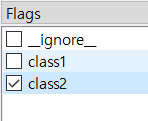 Flags
__ignore__
class1
class2